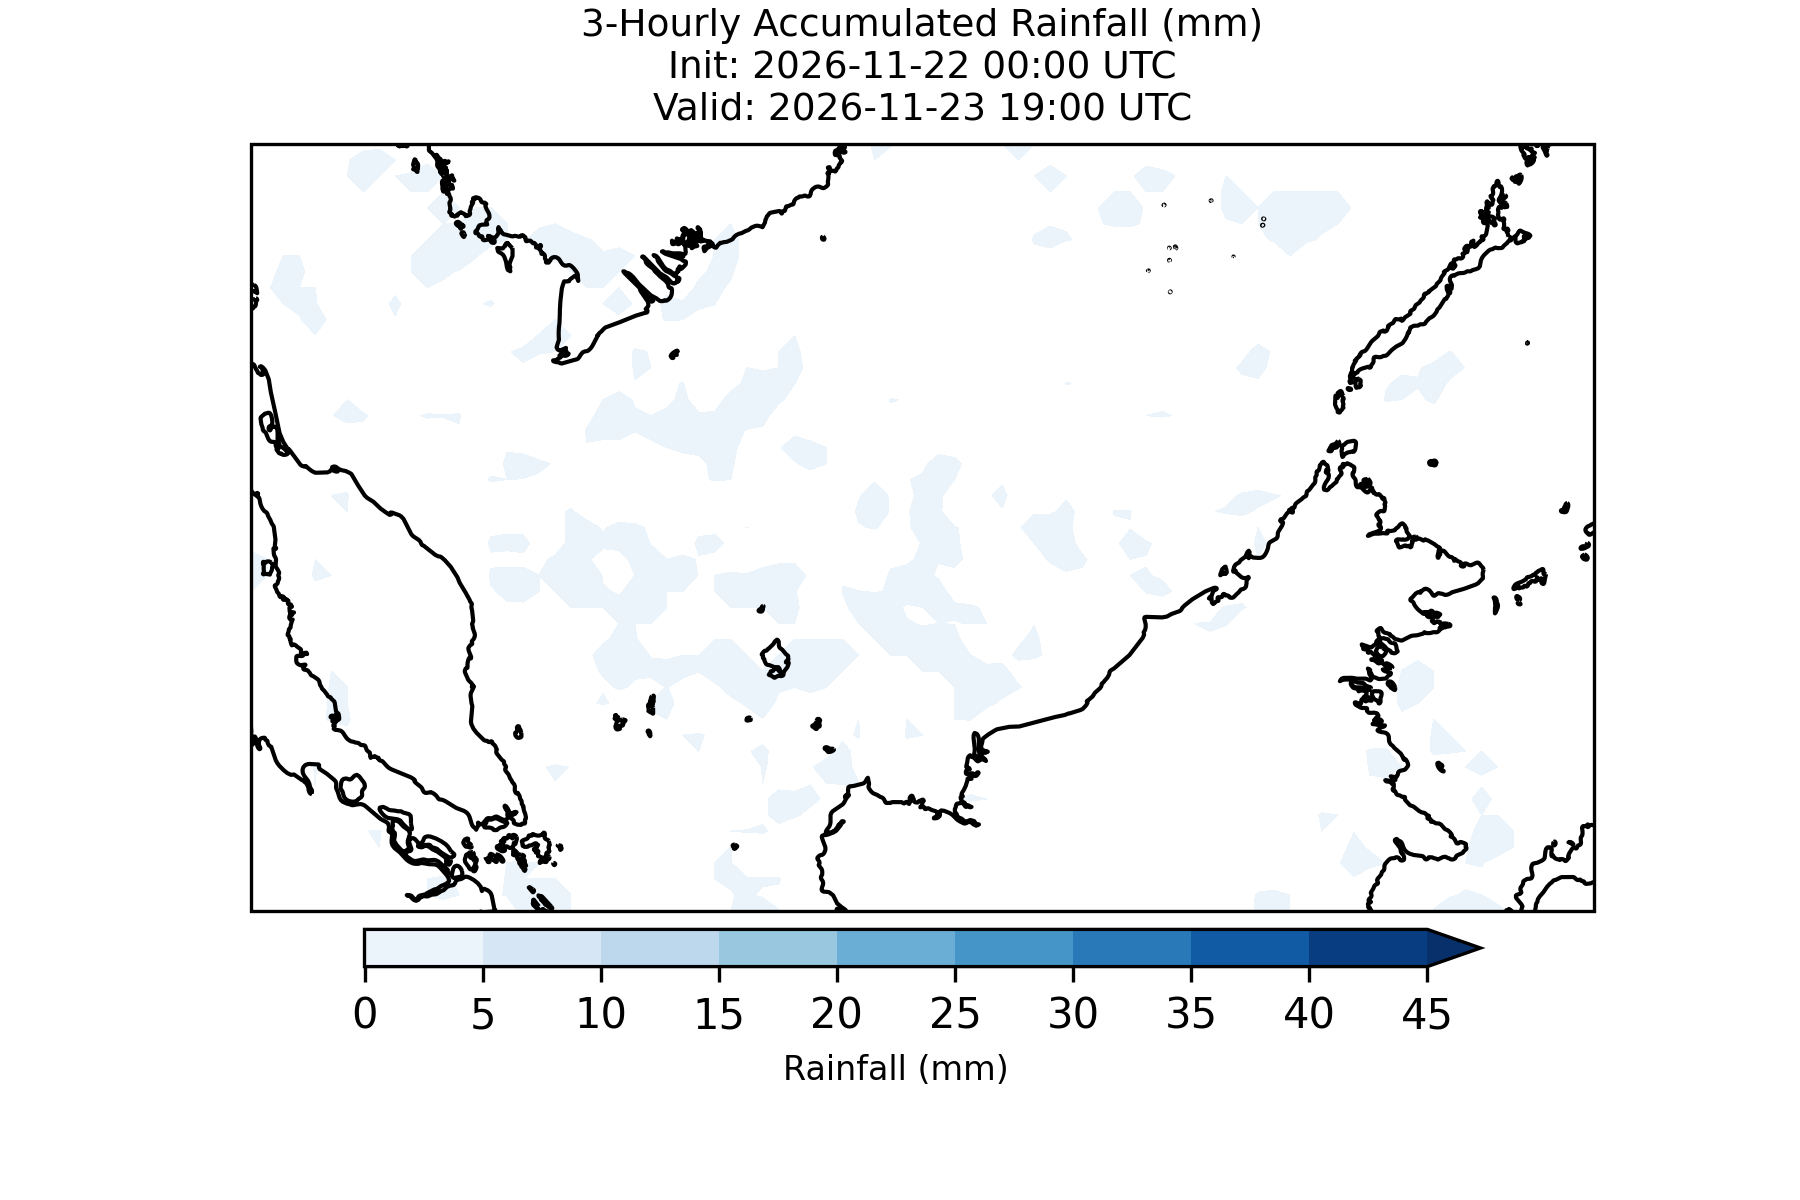 3-Hourly Accumulated Rainfall (mm)
Init: 2026-11-22 00:00 UTC
Valid: 2026-11-23 19:00 UTC
0 5 10 15 20 25 30 35 40 45
Rainfall (mm)